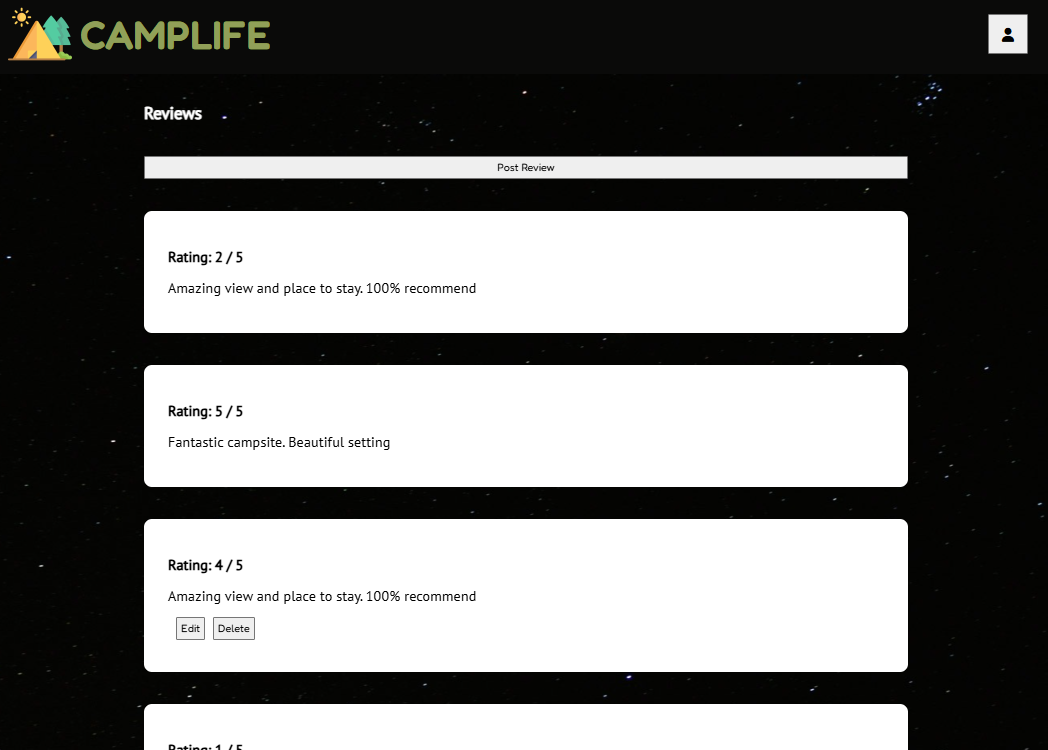 CAMPLIFE
Reviews
Post Review
Rating: 2 / 5
Amazing view and place to stay. 100% recommend
Rating: 5 / 5
Fantastic campsite. Beautiful setting
Rating: 4 / 5
Amazing view and place to stay. 100% recommend
Edit Delete
Rating: 1 / 5